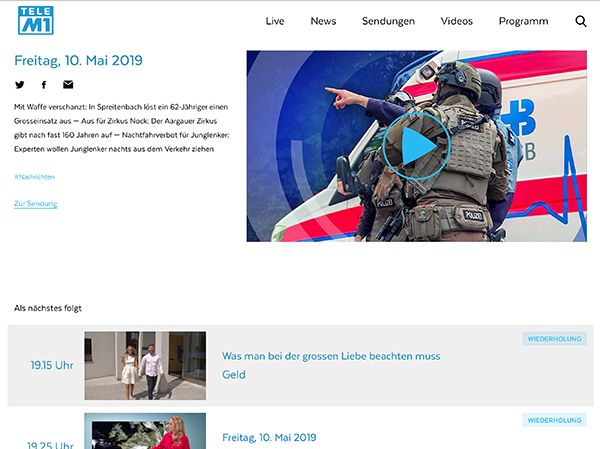 TELE
M1
Live News Sendungen Videos Programm
Freitag, 10. Mai 2019
Mit Waffe verschanzt: In Spreitenbach löst ein 62-Jähriger einen
Grosseinsatz aus — Aus für Zirkus Nock: Der Aargauer Zirkus
gibt nach fast 160 Jahren auf — Nachtfahrverbot für Junglenker:
Experten wollen Junglenker nachts aus dem Verkehr ziehen
#Nachrichten
Zur Sendung
POLIZEI
POLIZEI
B
Als nächstes folgt
WIEDERHOLUNG
19.15 Uhr
Was man bei der grossen Liebe beachten muss
Geld
WIEDERHOLUNG
19.25 Uhr
Freitag, 10. Mai 2019